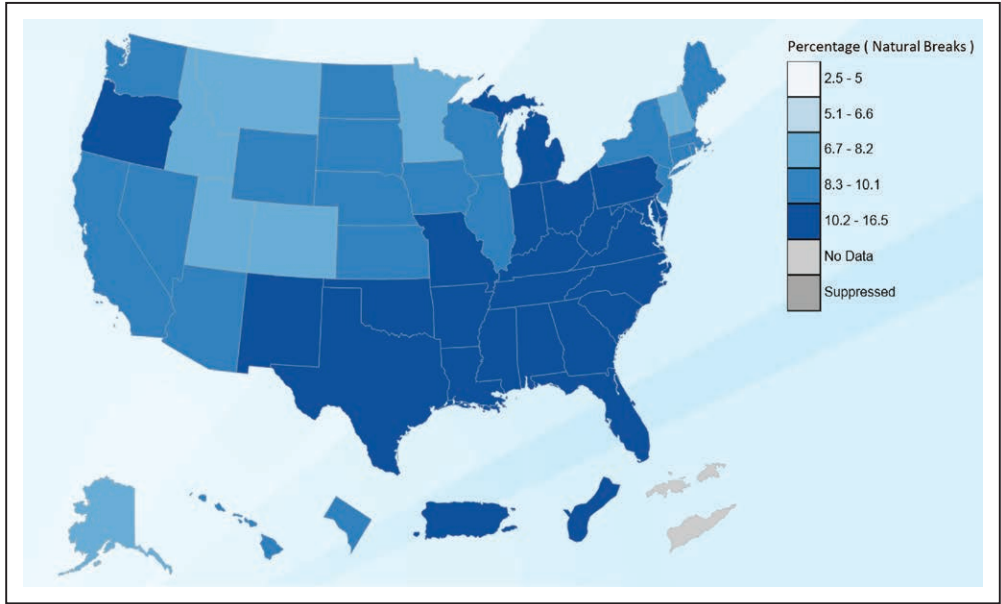 Percentage ( Natural Breaks )
2.5 - 5
5.1 - 6.6
6.7 - 8.2
8.3 - 10.1
10.2 - 16.5
No Data
Suppressed